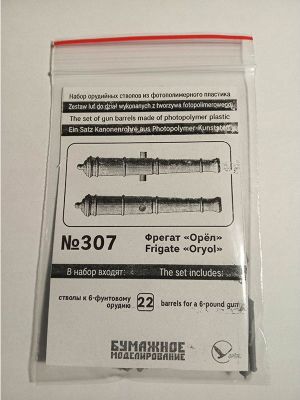 Набор орудийных стволов из фотополимерного пластика
Zestaw luf do dział wykonanych z tworzywa fotopolimerowego
The set of gun barrels made of photopolymer plastic
Ein Satz Kanonenrohre aus Photopolymer-Kunststoff
№307
Фрегат «Орёл»
Frigate «Oryol»
В набор входят:
The set includes:
стволы к 6-фунтовому орудию
22
barrels for a 6-pound gun
БУМАЖНОЕ
МОДЕЛИРОВАНИЕ